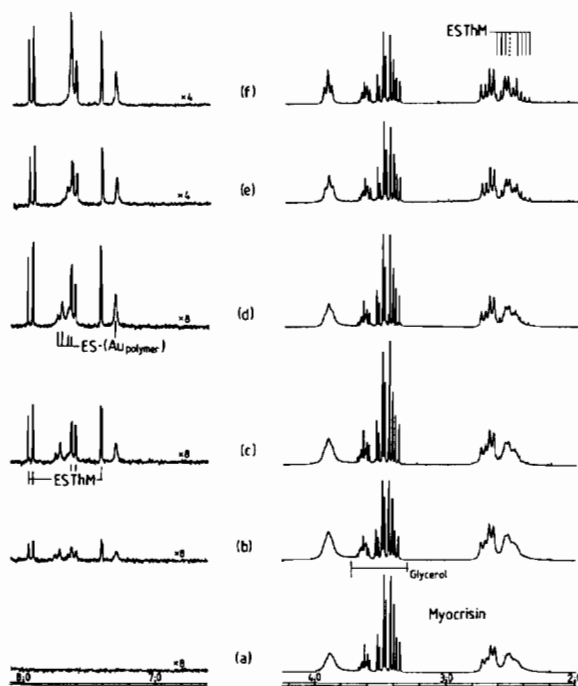 ESThM
×4
(f)
×4
(e)
×8
(d)
ES-(Au polymer)
×8
(c)
ESThM
×8
(b)
Glycerol
Myocrisin
×8
(a)
8,0
7,0
4,0
3,0
2,0